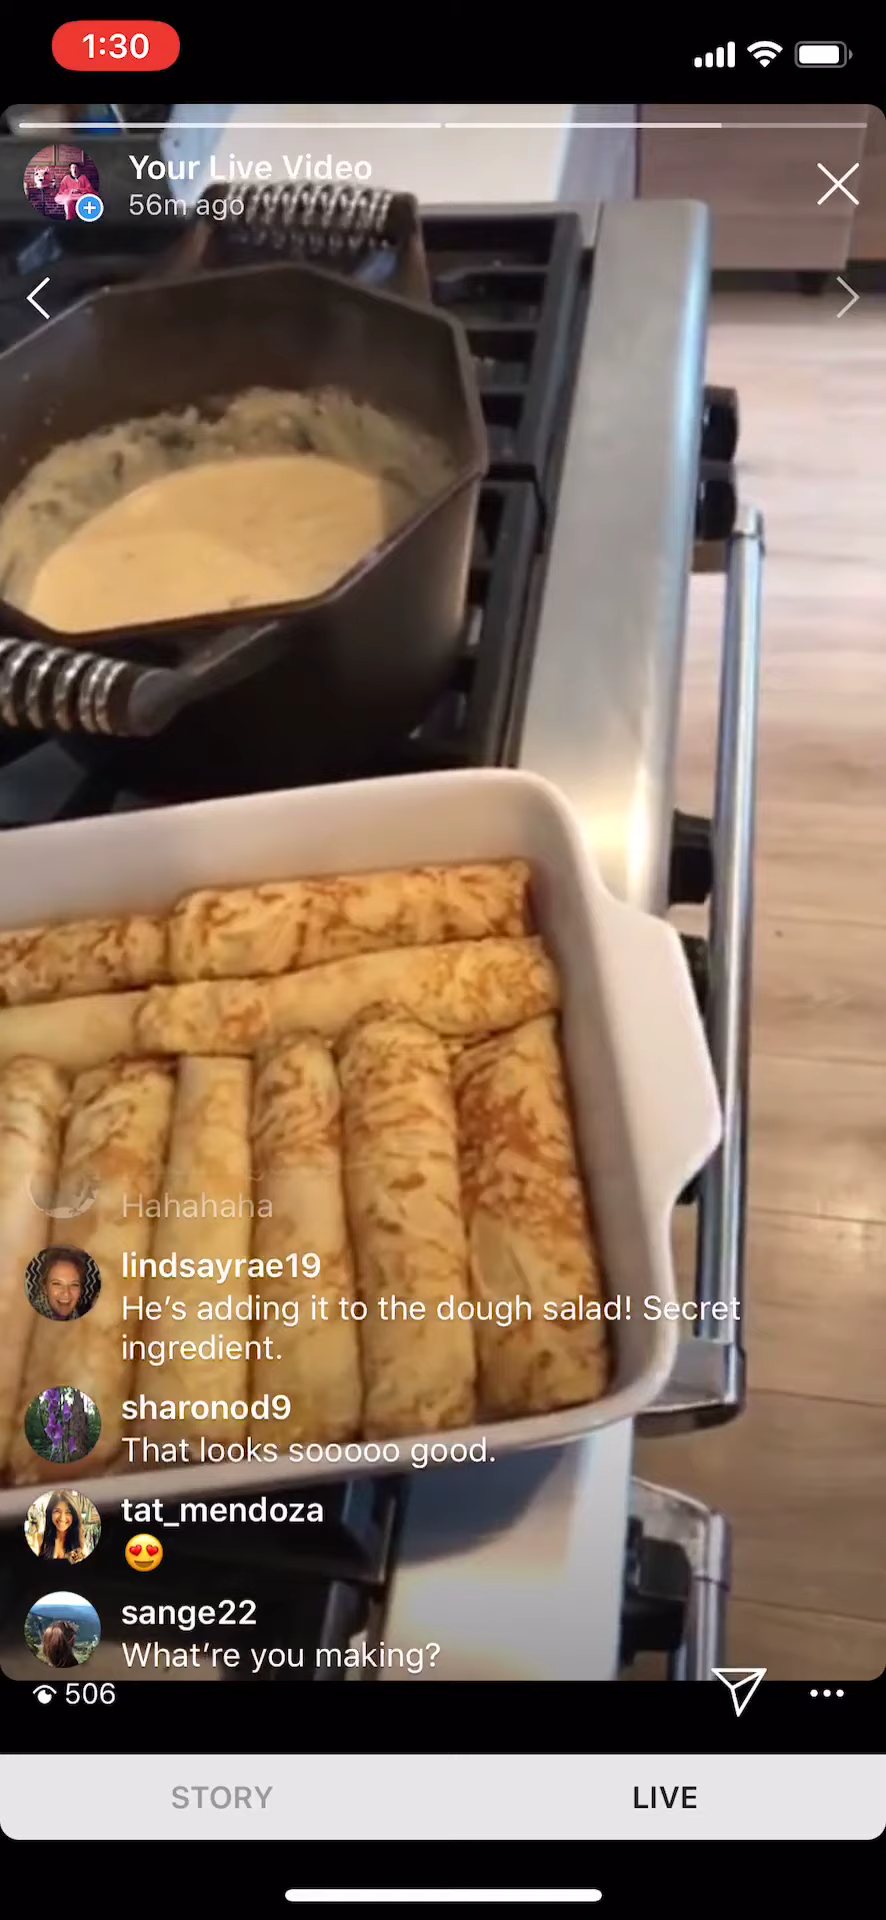 1:30
Your Live Video
56m ago
Hahahaha
lindsayrae19
He's adding it to the dough salad! Secret
ingredient.
sharonod9
That looks sooooo good.
tat_mendoza
😍
sange22
What're you making?
506
STORY
LIVE